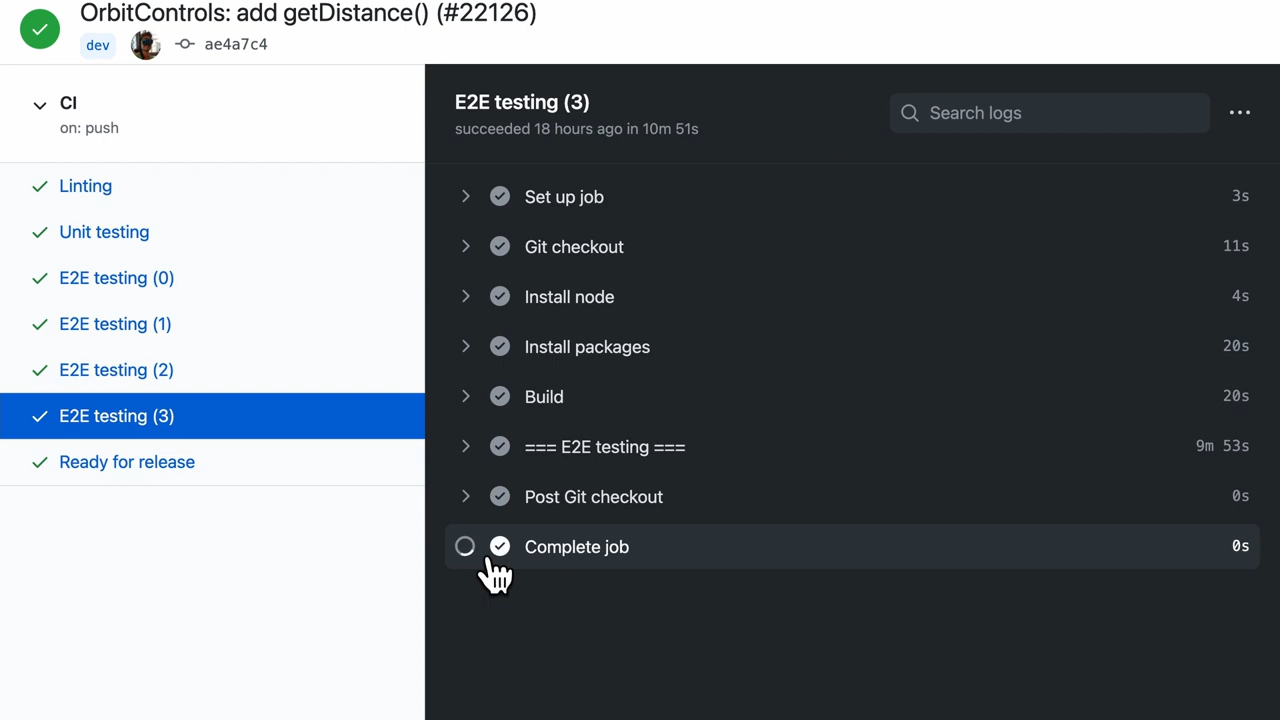 OrbitControls: add getDistance() (#22126)
dev ae4a7c4
CI
on: push
Linting
Unit testing
E2E testing (0)
E2E testing (1)
E2E testing (2)
E2E testing (3)
Ready for release
E2E testing (3)
succeeded 18 hours ago in 10m 51s
Search logs
Set up job 3s
Git checkout 11s
Install node 4s
Install packages 20s
Build 20s
=== E2E testing === 9m 53s
Post Git checkout 0s
Complete job 0s